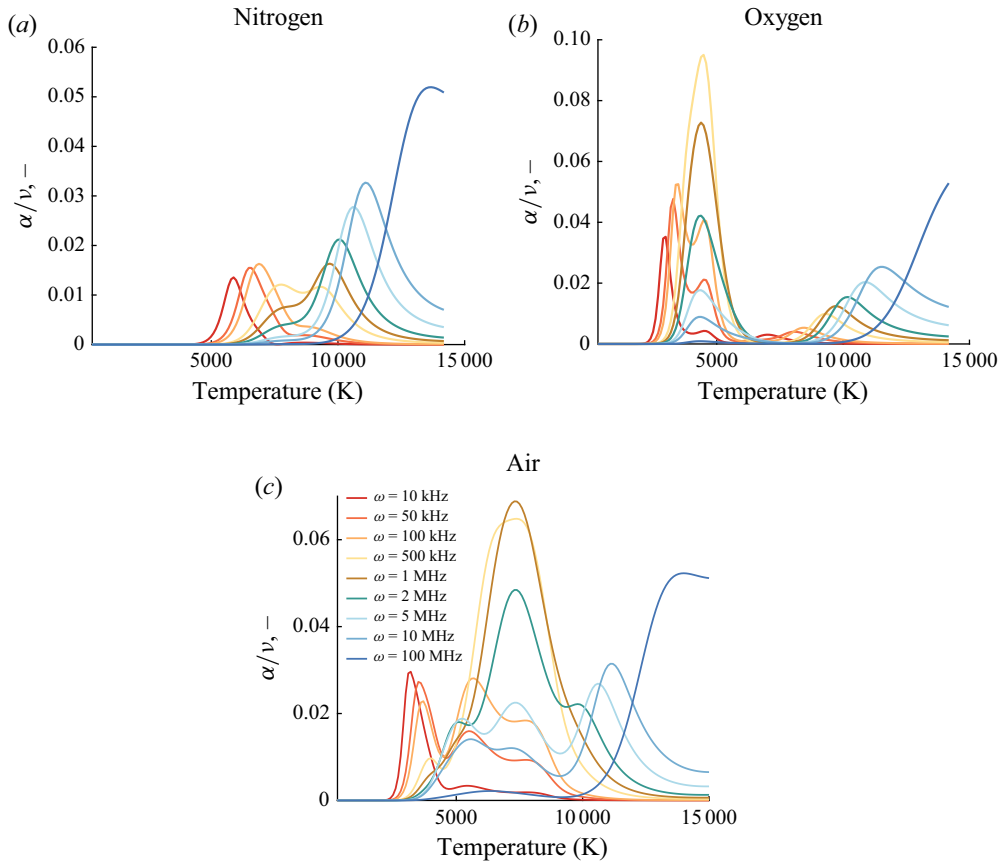 (a)
Nitrogen
0.06
0.05
0.04
0.03
0.02
0.01
0
α/ν, –
5000
10 000
15 000
Temperature (K)
(b)
Oxygen
0.10
0.08
0.06
0.04
0.02
0
α/ν, –
5000
10 000
15 000
Temperature (K)
(c)
Air
ω = 10 kHz
ω = 50 kHz
ω = 100 kHz
ω = 500 kHz
ω = 1 MHz
ω = 2 MHz
ω = 5 MHz
ω = 10 MHz
ω = 100 MHz
0.06
0.04
0.02
0
α/ν, –
5000
10 000
15 000
Temperature (K)